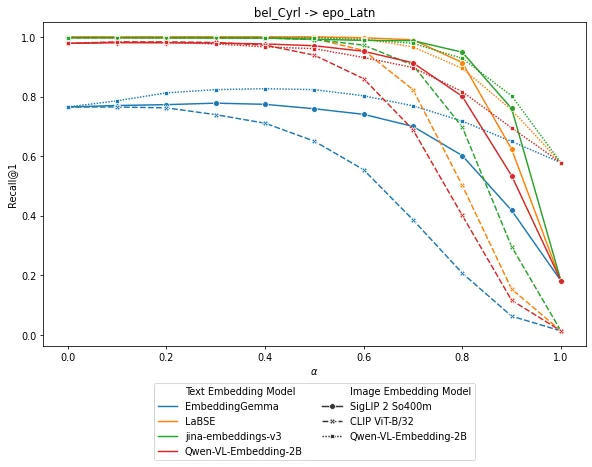 bel_Cyrl -> epo_Latn
Recall@1
1.0
0.8
0.6
0.4
0.2
0.0
0.0 0.2 0.4 0.6 0.8 1.0
α
Text Embedding Model Image Embedding Model
EmbeddingGemma SigLIP 2 So400m
LaBSE CLIP ViT-B/32
jina-embeddings-v3 Qwen-VL-Embedding-2B
Qwen-VL-Embedding-2B